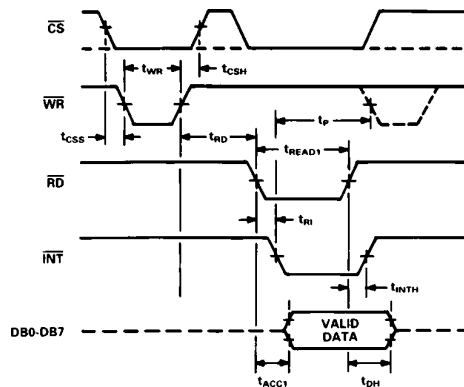 CS
tWR
tCSH
WR
tCSS
tRD
tP
tREAD1
RD
tRI
INT
tINTH
DB0-DB7
VALID
DATA
tACC1
tDH